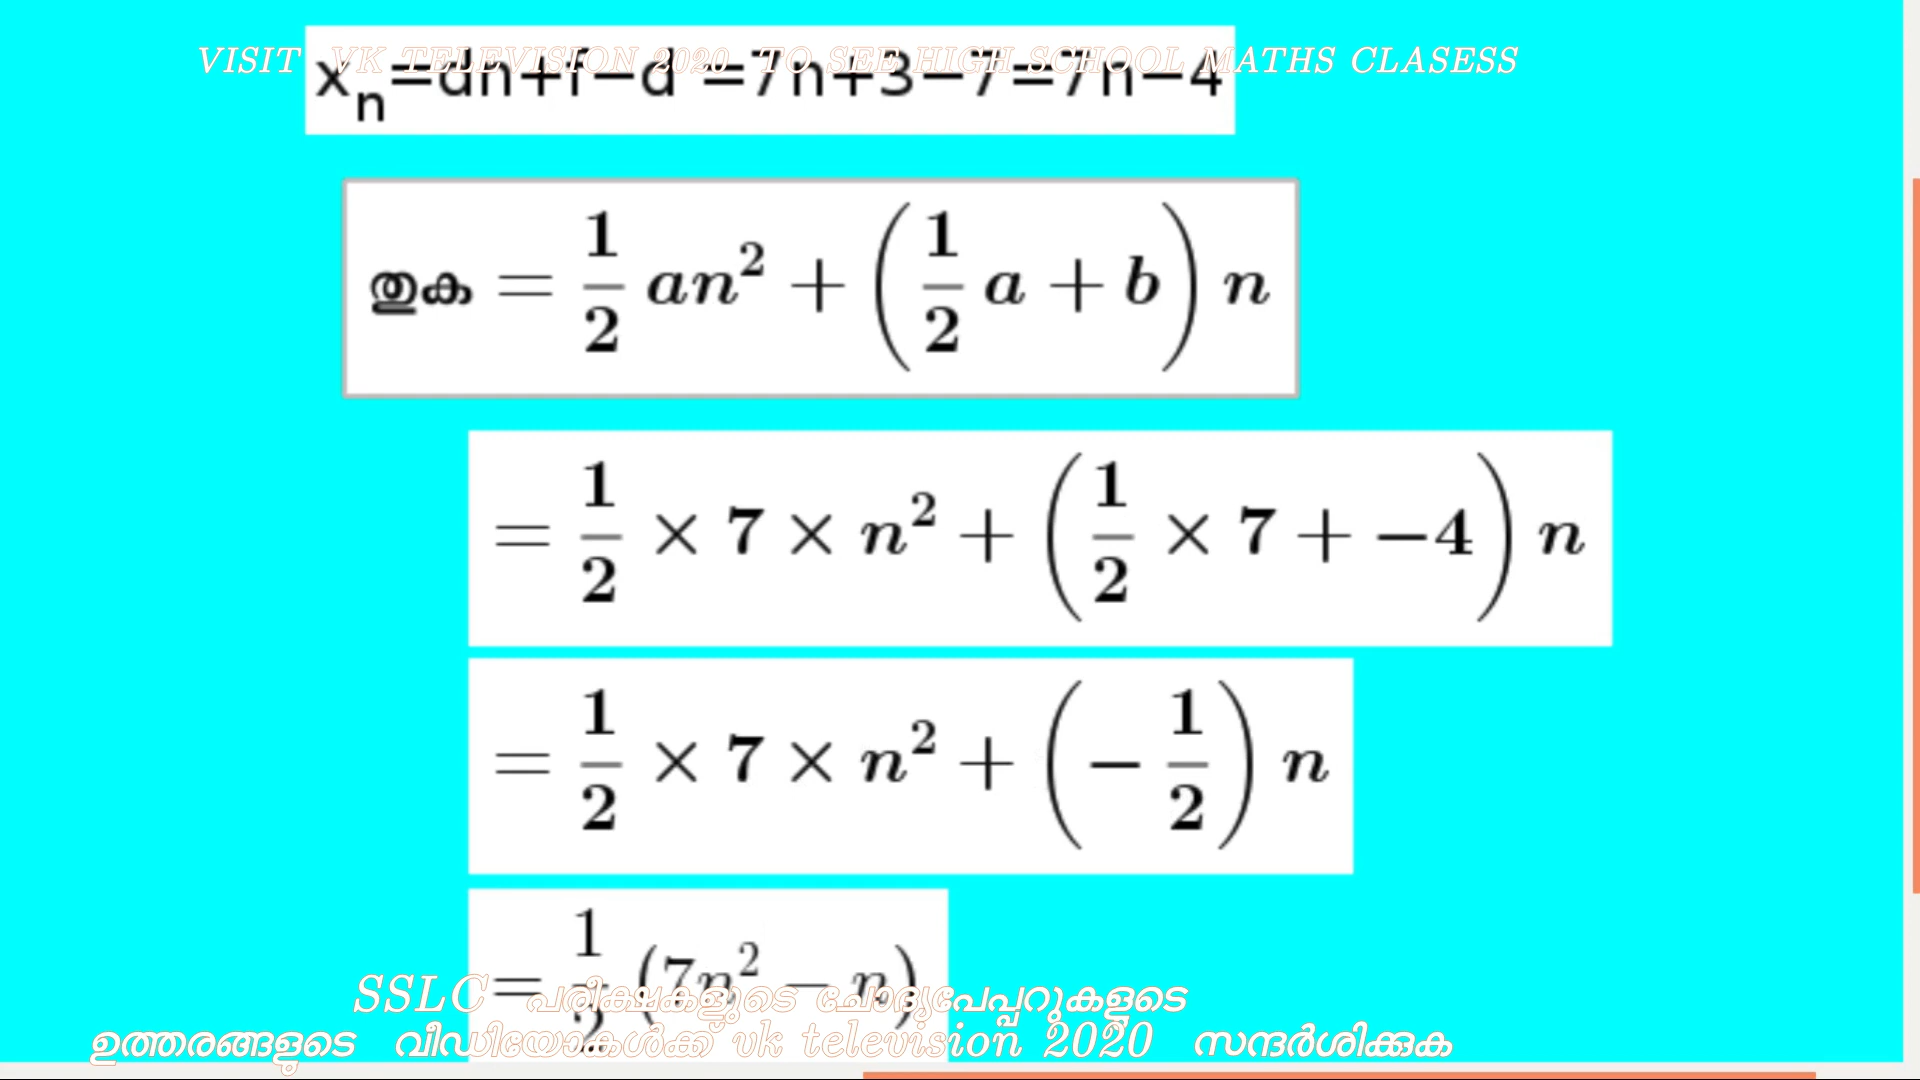 VISIT VK TELEVISION 2020 TO SEE HIGH SCHOOL MATHS CLASESS
xₙ=dn+f−d =7n+3−7=7n−4
തുക = 1/2 an² + (1/2 a + b) n
= 1/2 × 7 × n² + (1/2 × 7 + −4) n
= 1/2 × 7 × n² + (− 1/2) n
= 1/2 (7n² − n)
SSLC പരീക്ഷകളുടെ ചോദ്യപേപ്പറുകളുടെ
ഉത്തരങ്ങളുടെ വീഡിയോകൾക്ക് vk television 2020 സന്ദർശിക്കുക